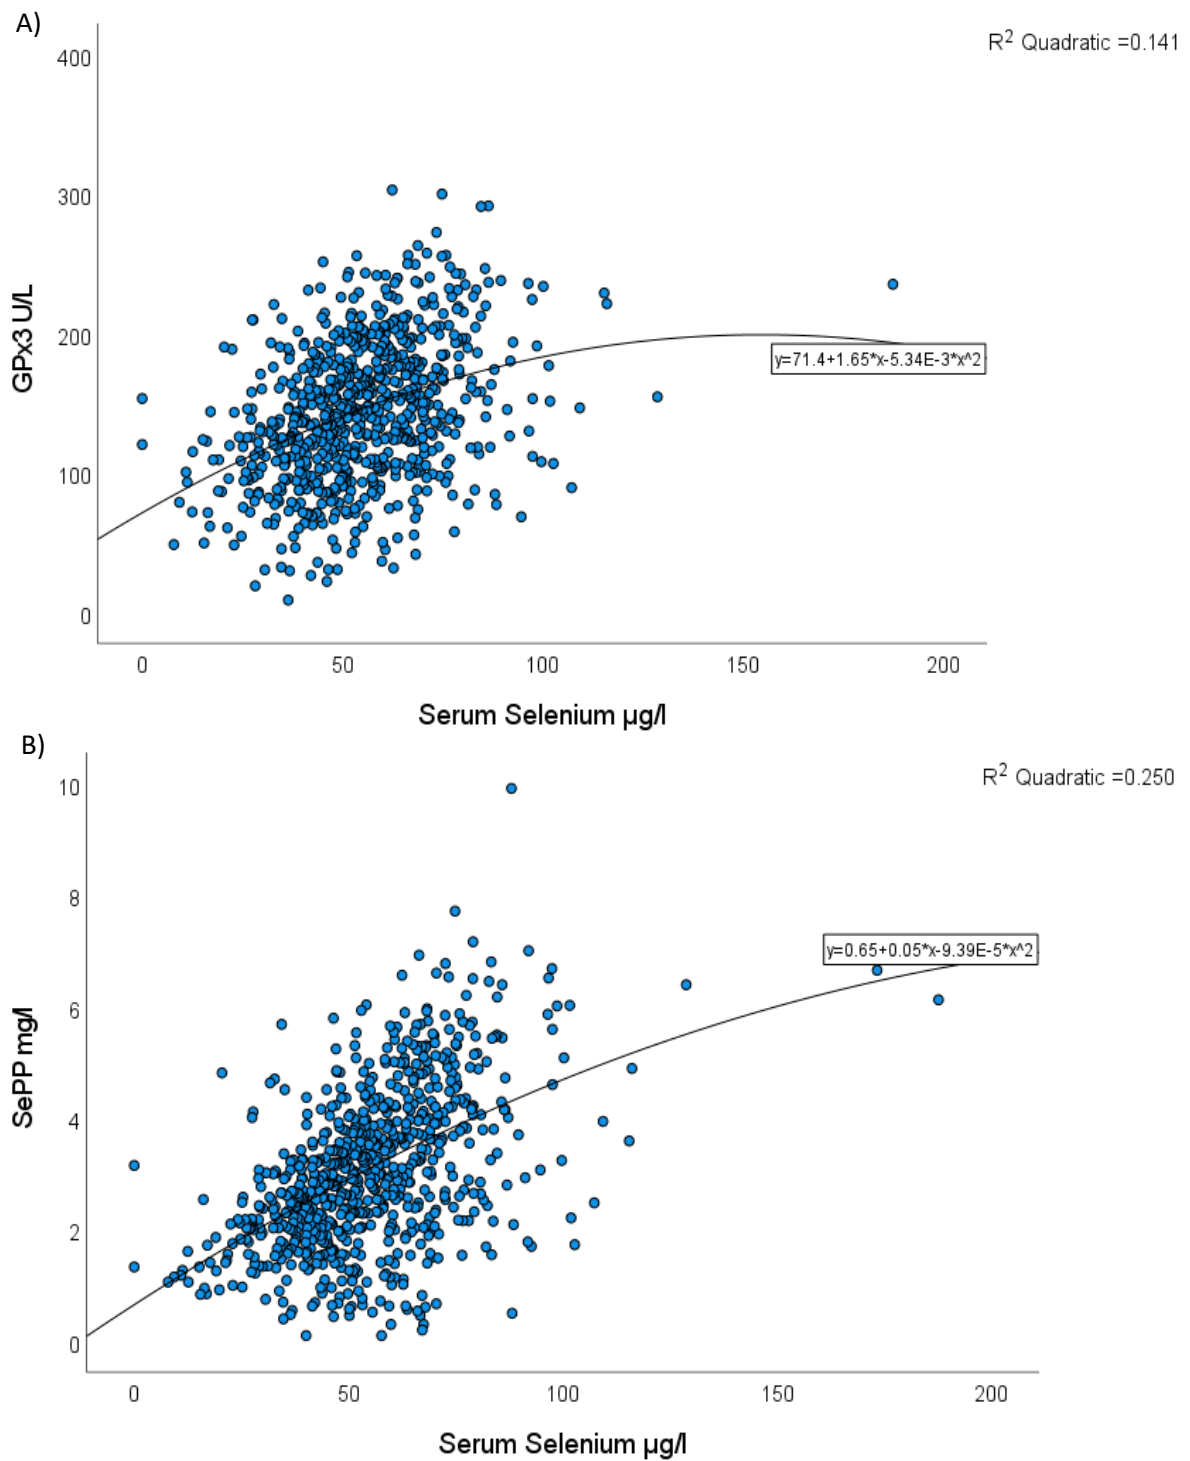 A)
R² Quadratic =0.141
400
300
200
100
0
GPx3 U/L
y=71.4+1.65*x-5.34E-3*x^2
0 50 100 150 200
Serum Selenium µg/l
B)
R² Quadratic =0.250
10
8
6
4
2
0
SePP mg/l
y=0.65+0.05*x-9.39E-5*x^2
0 50 100 150 200
Serum Selenium µg/l